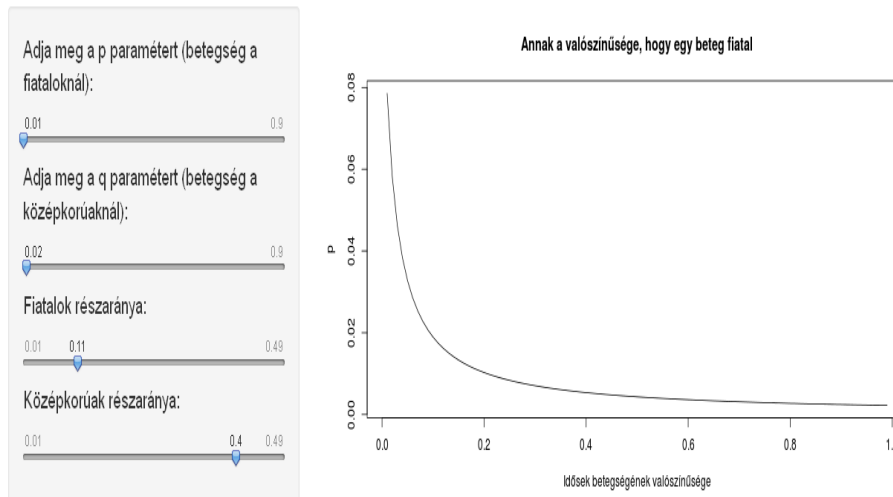 Adja meg a p paramétert (betegség a
fiataloknál):
0.01 0.9
Adja meg a q paramétert (betegség a
középkorúaknál):
0.02 0.9
Fiatalok részaránya:
0.01 0.11 0.49
Középkorúak részaránya:
0.01 0.4 0.49
Annak a valószínűsége, hogy egy beteg fiatal
P
0.08
0.06
0.04
0.02
0.00
0.0 0.2 0.4 0.6 0.8 1.
Idősek betegségének valószínűsége